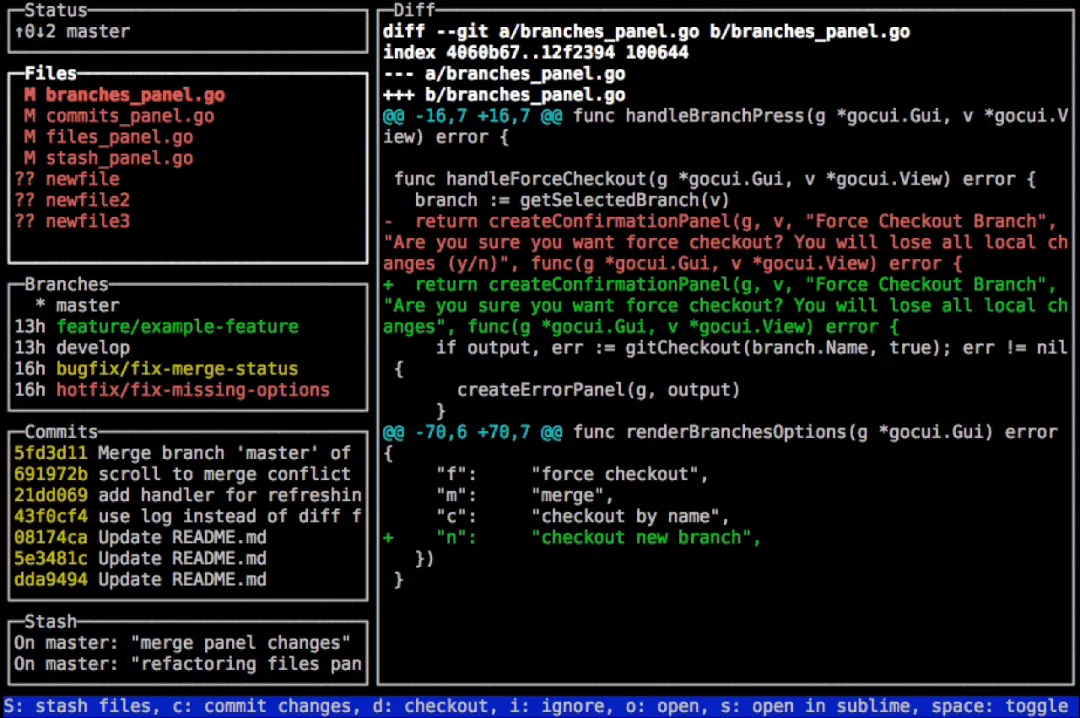 Status
↑0↓2 master
Files
 M branches_panel.go
 M commits_panel.go
 M files_panel.go
 M stash_panel.go
?? newfile
?? newfile2
?? newfile3
Branches
  * master
13h feature/example-feature
13h develop
16h bugfix/fix-merge-status
16h hotfix/fix-missing-options
Commits
5fd3d11 Merge branch 'master' of
691972b scroll to merge conflict
21dd069 add handler for refreshin
43f0cf4 use log instead of diff f
08174ca Update README.md
5e3481c Update README.md
dda9494 Update README.md
Stash
On master: "merge panel changes"
On master: "refactoring files pan
Diff
diff --git a/branches_panel.go b/branches_panel.go
index 4060b67..12f2394 100644
--- a/branches_panel.go
+++ b/branches_panel.go
@@ -16,7 +16,7 @@ func handleBranchPress(g *gocui.Gui, v *gocui.V
iew) error {
 func handleForceCheckout(g *gocui.Gui, v *gocui.View) error {
   branch := getSelectedBranch(v)
-  return createConfirmationPanel(g, v, "Force Checkout Branch",
"Are you sure you want force checkout? You will lose all local ch
anges (y/n)", func(g *gocui.Gui, v *gocui.View) error {
+  return createConfirmationPanel(g, v, "Force Checkout Branch",
"Are you sure you want force checkout? You will lose all local ch
anges", func(g *gocui.Gui, v *gocui.View) error {
     if output, err := gitCheckout(branch.Name, true); err != nil
 {
       createErrorPanel(g, output)
     }
@@ -70,6 +70,7 @@ func renderBranchesOptions(g *gocui.Gui) error
{
     "f":     "force checkout",
     "m":     "merge",
     "c":     "checkout by name",
+    "n":     "checkout new branch",
   })
 }
S: stash files, c: commit changes, d: checkout, i: ignore, o: open, s: open in sublime, space: toggle